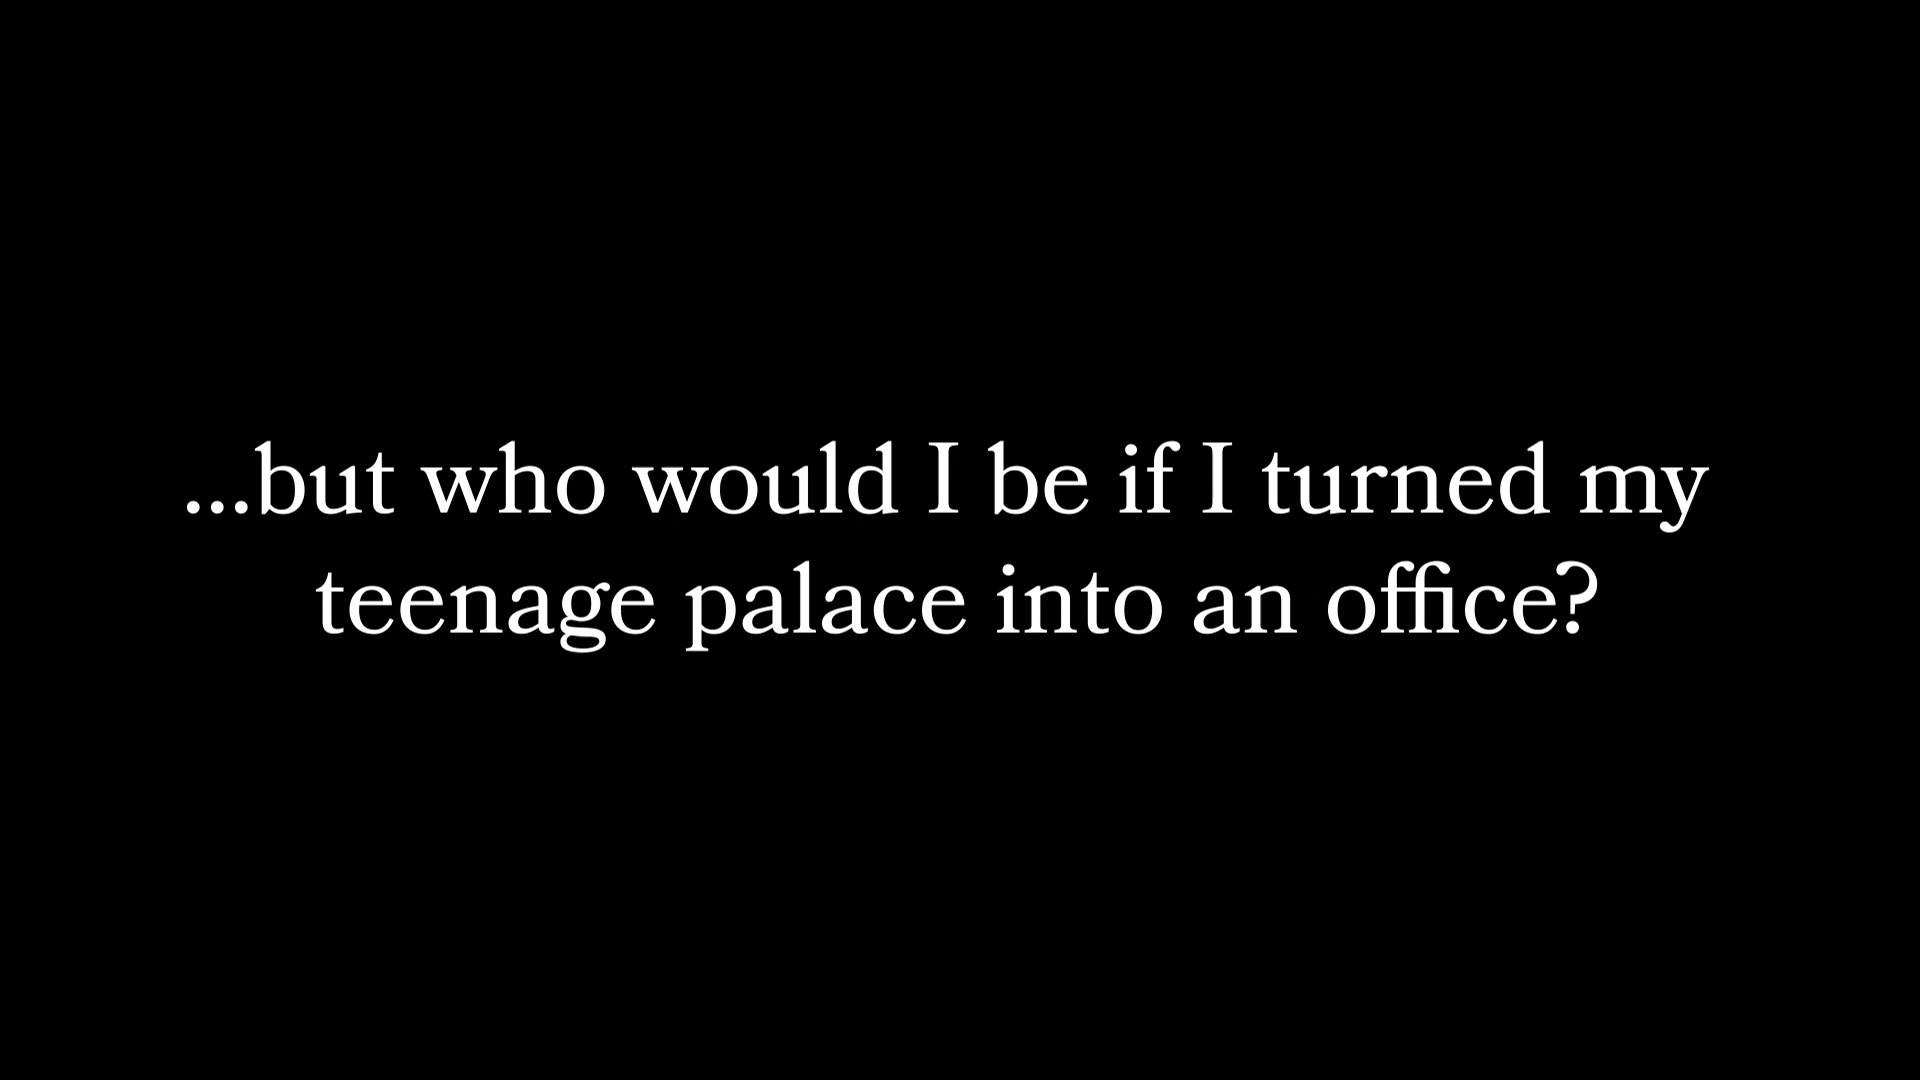 ...but who would I be if I turned my
teenage palace into an office?